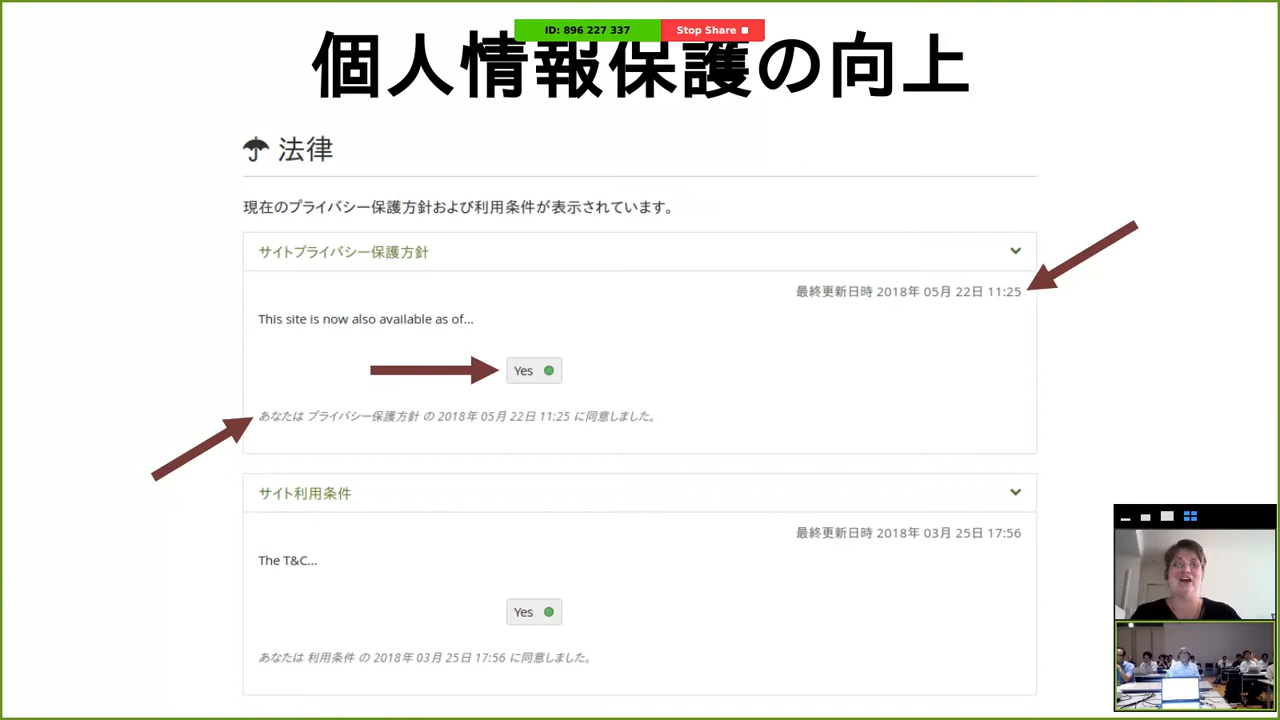 ID: 896 227 337
Stop Share
個人情報保護の向上
法律
現在のプライバシー保護方針および利用条件が表示されています。
サイトプライバシー保護方針
最終更新日時 2018年 05月 22日 11:25
This site is now also available as of...
Yes
あなたは プライバシー保護方針 の 2018年 05月 22日 11:25 に同意しました。
サイト利用条件
最終更新日時 2018年 03月 25日 17:56
The T&C...
Yes
あなたは 利用条件 の 2018年 03月 25日 17:56 に同意しました。